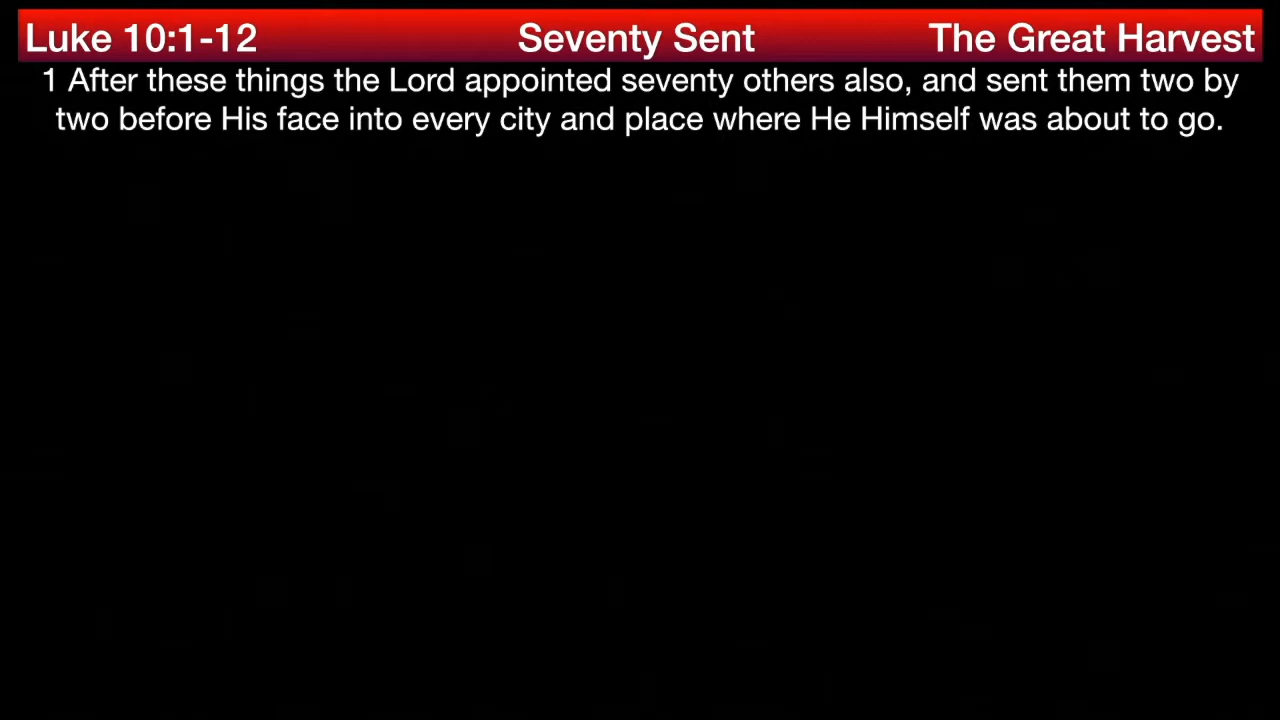 Luke 10:1-12 Seventy Sent The Great Harvest
1 After these things the Lord appointed seventy others also, and sent them two by
two before His face into every city and place where He Himself was about to go.